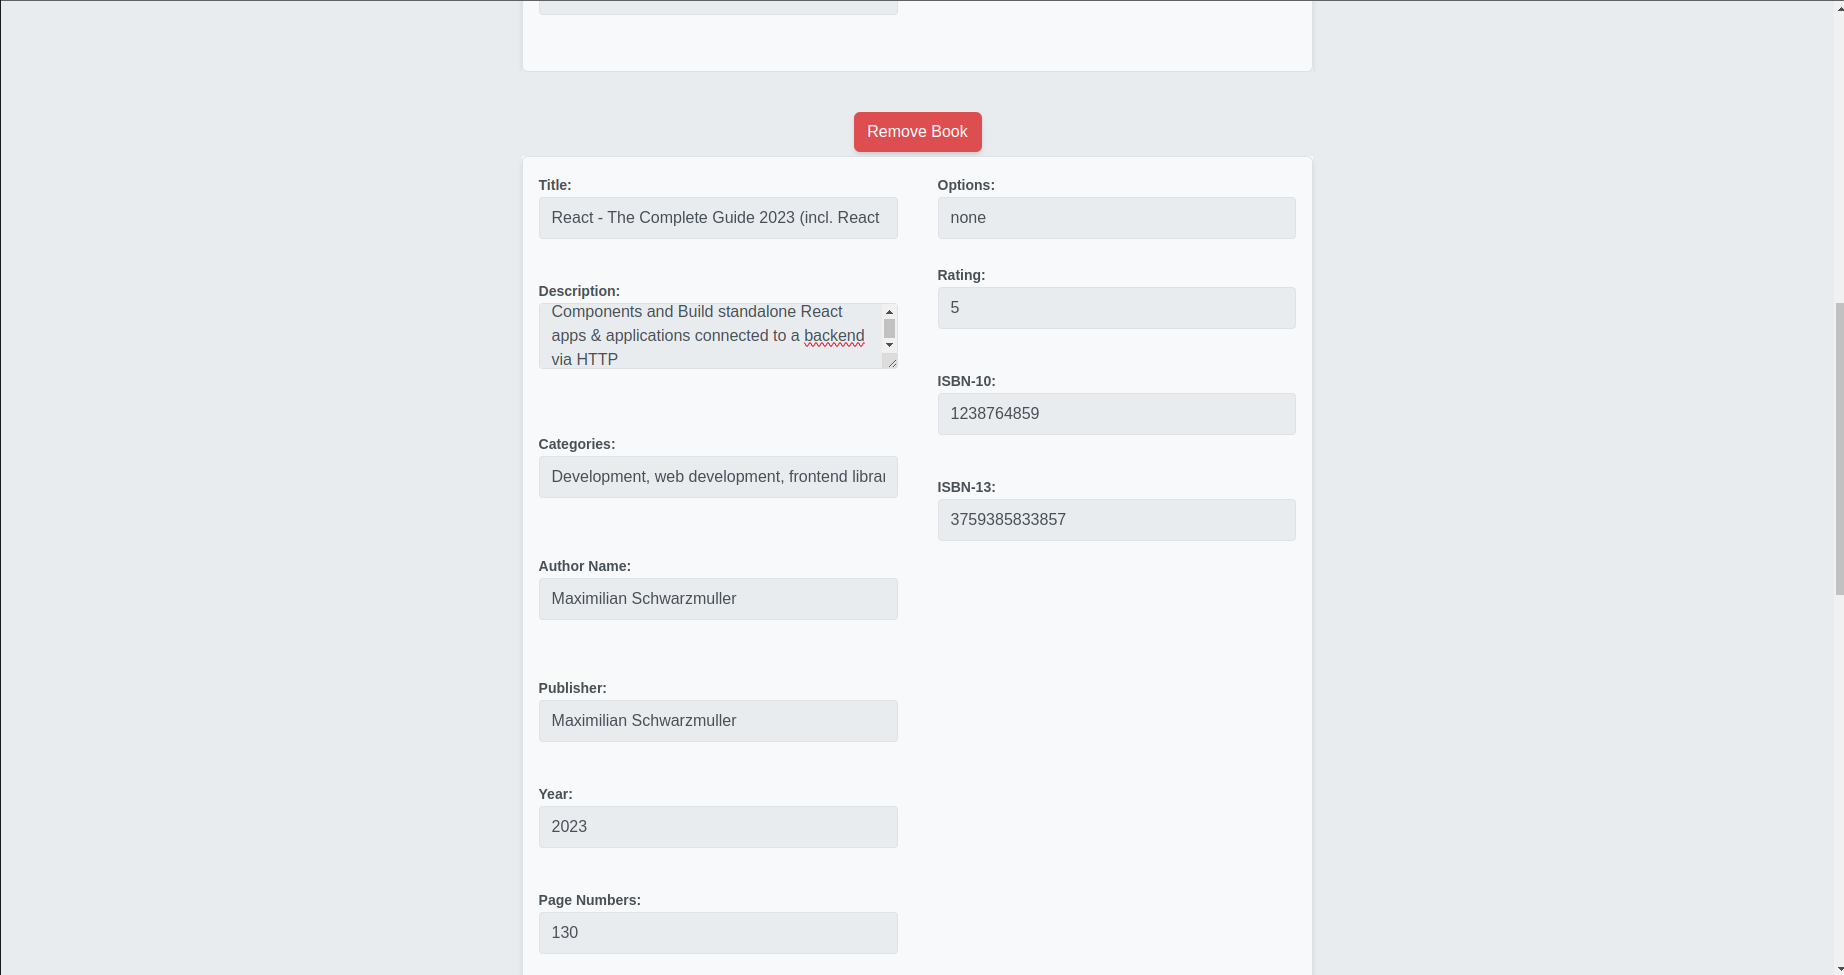 Remove Book
Title:
React - The Complete Guide 2023 (incl. React
Description:
Components and Build standalone React
apps & applications connected to a backend
via HTTP
Categories:
Development, web development, frontend
Author Name:
Maximilian Schwarzmuller
Publisher:
Maximilian Schwarzmuller
Year:
2023
Page Numbers:
130
Options:
none
Rating:
5
ISBN-10:
1238764859
ISBN-13:
3759385833857